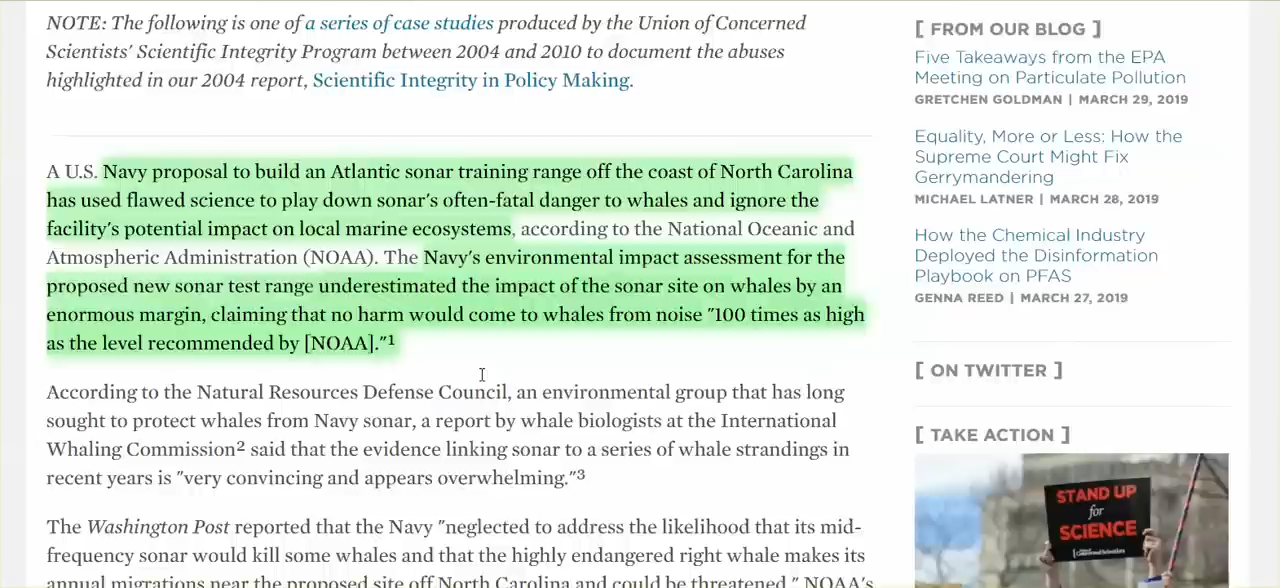 NOTE: The following is one of a series of case studies produced by the Union of Concerned
Scientists' Scientific Integrity Program between 2004 and 2010 to document the abuses
highlighted in our 2004 report, Scientific Integrity in Policy Making.
A U.S. Navy proposal to build an Atlantic sonar training range off the coast of North Carolina
has used flawed science to play down sonar's often-fatal danger to whales and ignore the
facility's potential impact on local marine ecosystems, according to the National Oceanic and
Atmospheric Administration (NOAA). The Navy's environmental impact assessment for the
proposed new sonar test range underestimated the impact of the sonar site on whales by an
enormous margin, claiming that no harm would come to whales from noise "100 times as high
as the level recommended by [NOAA]."1
According to the Natural Resources Defense Council, an environmental group that has long
sought to protect whales from Navy sonar, a report by whale biologists at the International
Whaling Commission2 said that the evidence linking sonar to a series of whale strandings in
recent years is "very convincing and appears overwhelming."3
The Washington Post reported that the Navy "neglected to address the likelihood that its mid-
frequency sonar would kill some whales and that the highly endangered right whale makes its
annual migrations near the proposed site off North Carolina and could be threatened." NOAA's
[ FROM OUR BLOG ]
Five Takeaways from the EPA
Meeting on Particulate Pollution
GRETCHEN GOLDMAN | MARCH 29, 2019
Equality, More or Less: How the
Supreme Court Might Fix
Gerrymandering
MICHAEL LATNER | MARCH 28, 2019
How the Chemical Industry
Deployed the Disinformation
Playbook on PFAS
GENNA REED | MARCH 27, 2019
[ ON TWITTER ]
[ TAKE ACTION ]
STAND UP
for
SCIENCE